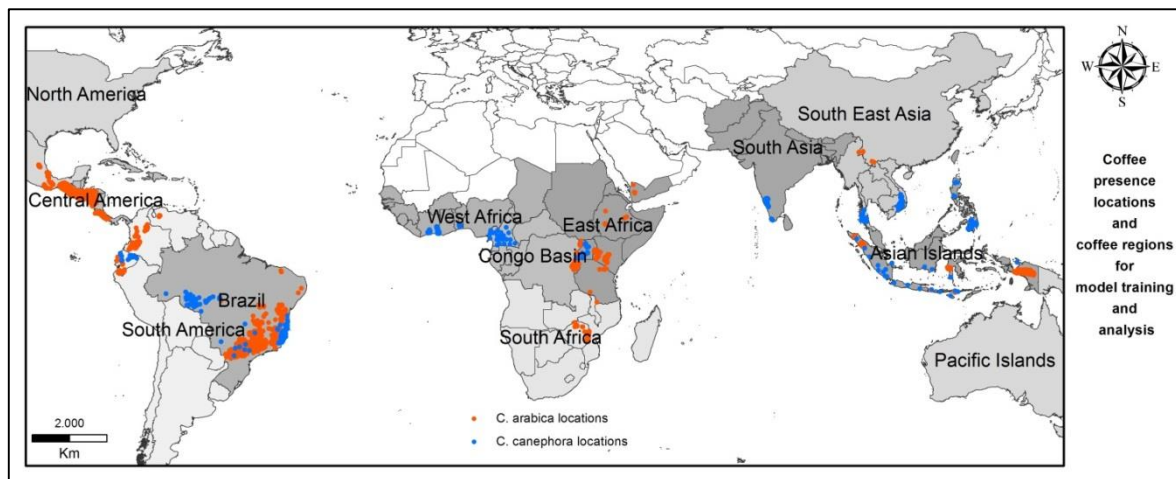 North America
Central America
Brazil
South America
West Africa
East Africa
Congo Basin
South Africa
South East Asia
South Asia
Asian Islands
Pacific Islands
2.000
Km
C. arabica locations
C. canephora locations
N
W
E
S
Coffee
presence
locations
and
coffee regions
for
model training
and
analysis